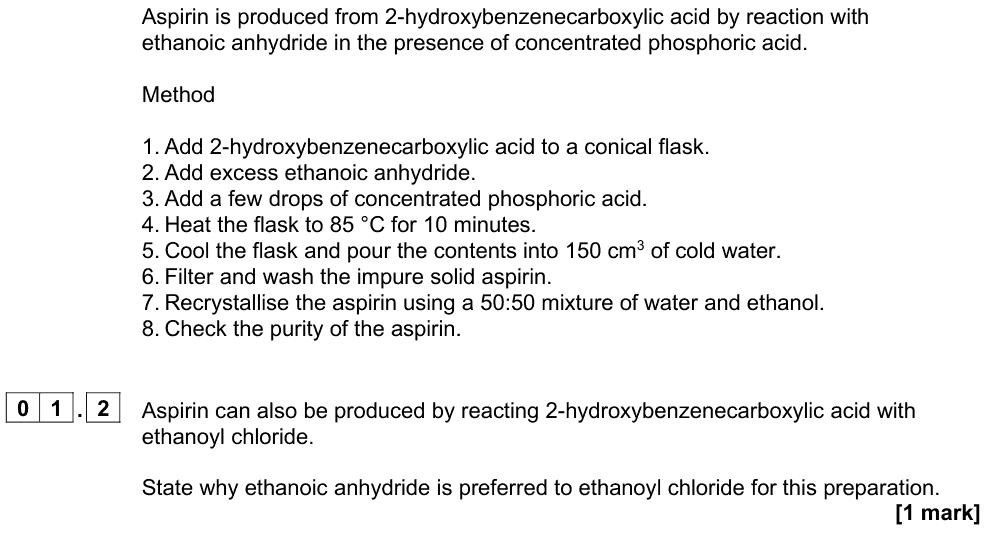 Aspirin is produced from 2-hydroxybenzenecarboxylic acid by reaction with
ethanoic anhydride in the presence of concentrated phosphoric acid.
Method
1. Add 2-hydroxybenzenecarboxylic acid to a conical flask.
2. Add excess ethanoic anhydride.
3. Add a few drops of concentrated phosphoric acid.
4. Heat the flask to 85 °C for 10 minutes.
5. Cool the flask and pour the contents into 150 cm³ of cold water.
6. Filter and wash the impure solid aspirin.
7. Recrystallise the aspirin using a 50:50 mixture of water and ethanol.
8. Check the purity of the aspirin.
0 1 . 2 Aspirin can also be produced by reacting 2-hydroxybenzenecarboxylic acid with
ethanoyl chloride.
State why ethanoic anhydride is preferred to ethanoyl chloride for this preparation.
[1 mark]